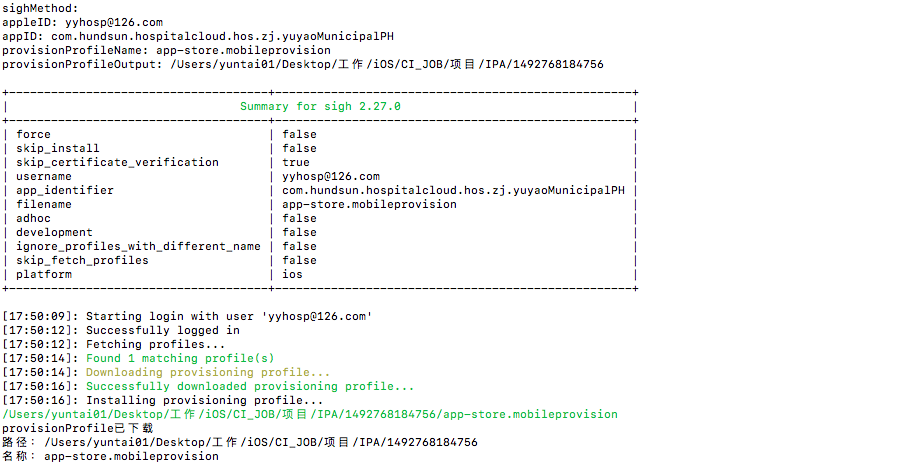 sighMethod:
appleID: yyhosp@126.com
appID: com.hundsun.hospitalcloud.hos.zj.yuyaoMunicipalPH
provisionProfileName: app-store.mobileprovision
provisionProfileOutput: /Users/yuntai01/Desktop/工作/iOS/CI_JOB/项目/IPA/1492768184756
+-------------------------------------+---------------------------------------------------+
| Summary for sigh 2.27.0 |
+-------------------------------------+---------------------------------------------------+
| force | false |
| skip_install | false |
| skip_certificate_verification | true |
| username | yyhosp@126.com |
| app_identifier | com.hundsun.hospitalcloud.hos.zj.yuyaoMunicipalPH |
| filename | app-store.mobileprovision |
| adhoc | false |
| development | false |
| ignore_profiles_with_different_name | false |
| skip_fetch_profiles | false |
| platform | ios |
+-------------------------------------+---------------------------------------------------+
[17:50:09]: Starting login with user 'yyhosp@126.com'
[17:50:12]: Successfully logged in
[17:50:12]: Fetching profiles...
[17:50:14]: Found 1 matching profile(s)
[17:50:14]: Downloading provisioning profile...
[17:50:16]: Successfully downloaded provisioning profile...
[17:50:16]: Installing provisioning profile...
/Users/yuntai01/Desktop/工作/iOS/CI_JOB/项目/IPA/1492768184756/app-store.mobileprovision
provisionProfile已下载
路径：/Users/yuntai01/Desktop/工作/iOS/CI_JOB/项目/IPA/1492768184756
名称：app-store.mobileprovision